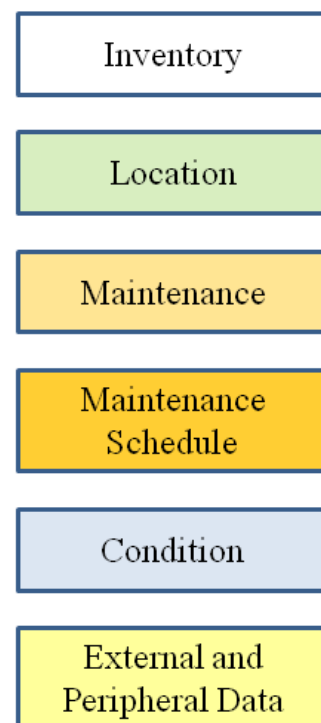 Inventory
Location
Maintenance
Maintenance
Schedule
Condition
External and
Peripheral Data